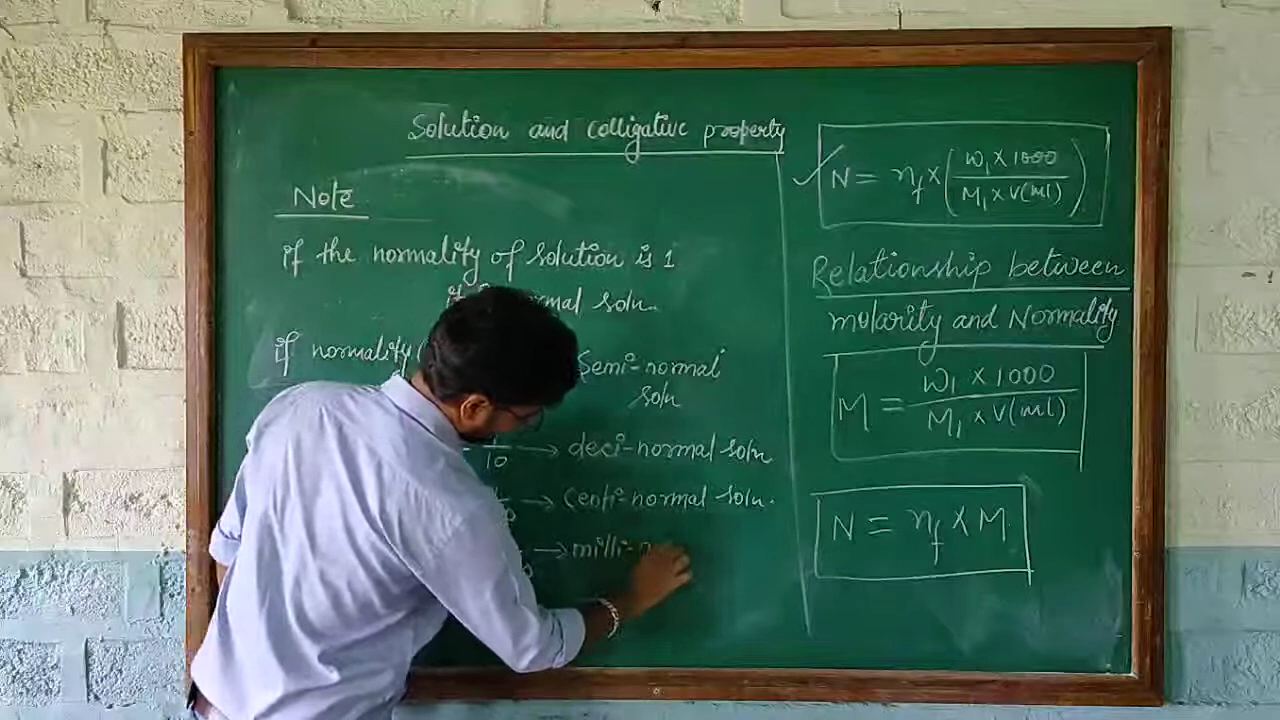 Solution and colligative property
Note
if the normality of solution is 1
soln.
if normality
Semi-normal
soln
10 → deci-normal soln
→ Centi-normal soln.
→ milli-
N = nf × (W1 × 1000 / M1 × V(ml))
Relationship between
molarity and Normality
M = W1 × 1000 / M1 × V(ml)
N = nf × M